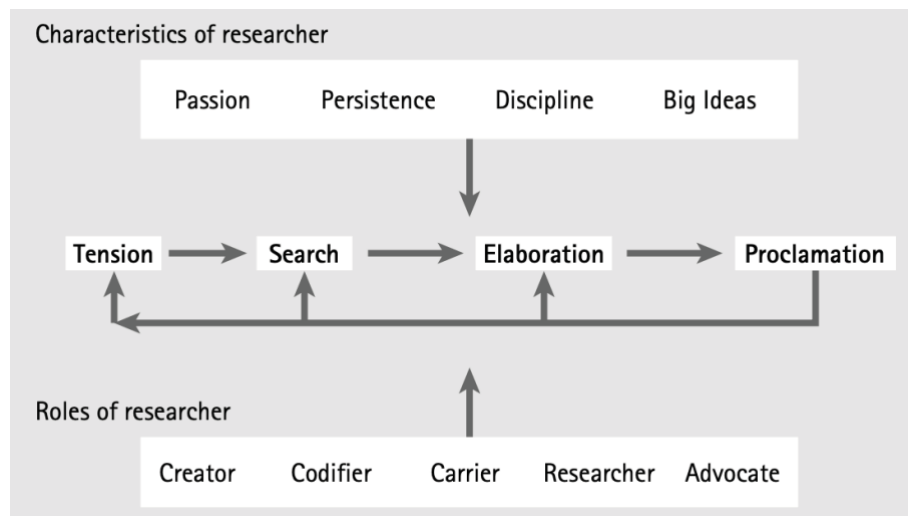 Characteristics of researcher
Passion Persistence Discipline Big Ideas
Tension Search Elaboration Proclamation
Roles of researcher
Creator Codifier Carrier Researcher Advocate